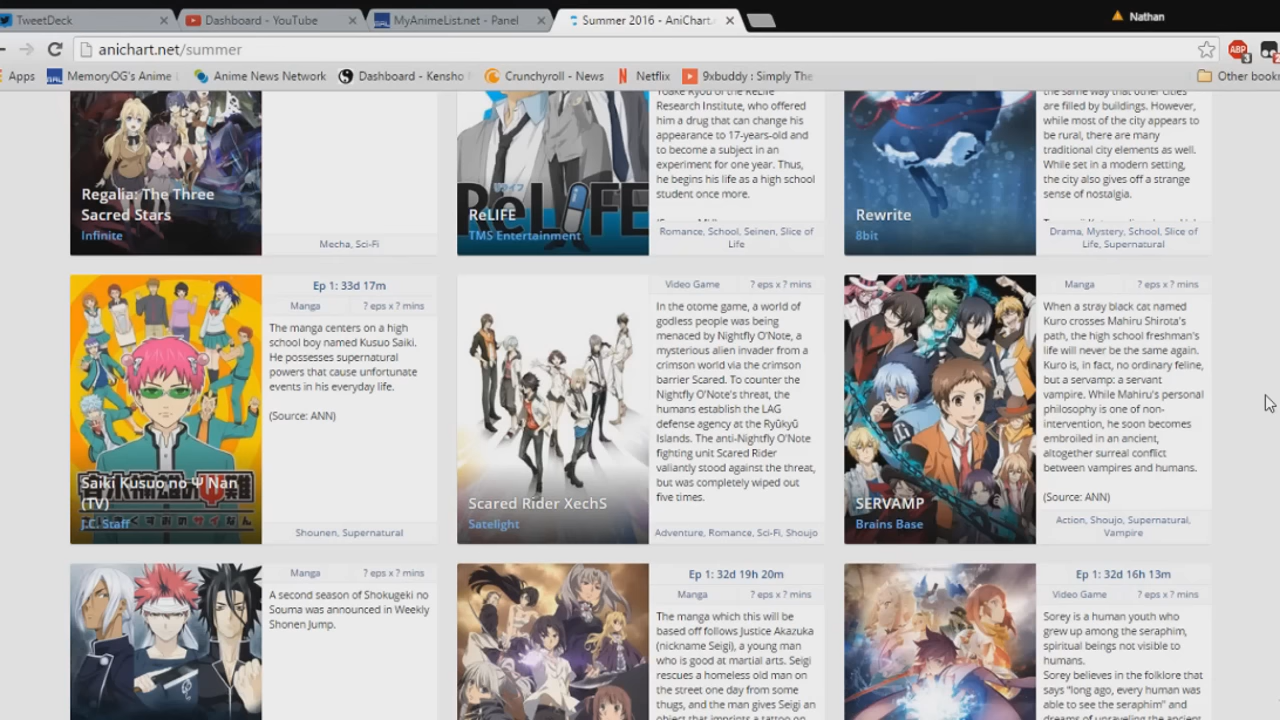 TweetDeck
Dashboard - YouTube
MyAnimeList.net - Panel
Summer 2016 - AniChart.
Nathan
anichart.net/summer
Apps
MemoryOG's Anime
Anime News Network
Dashboard - Kensho
Crunchyroll - News
Netflix
9xbuddy : Simply The
Other book
Regalia: The Three
Sacred Stars
Infinite
Mecha, Sci-Fi
Research Institute, who offered
him a drug that can change his
appearance to 17-years-old and
to become a subject in an
experiment for one year. Thus,
he begins his life as a high school
student once more.
ReLIFE
ReLIFE
TMS Entertainment
Romance, School, Seinen, Slice of
Life
the same way that other cities
are filled by buildings. However,
while most of the city appears to
be rural, there are many
traditional city elements as well.
While set in a modern setting,
the city also gives off a strange
sense of nostalgia.
Rewrite
8bit
Drama, Mystery, School, Slice of
Life, Supernatural
Ep 1: 33d 17m
Manga
? eps x ? mins
The manga centers on a high
school boy named Kusuo Saiki.
He possesses supernatural
powers that cause unfortunate
events in his everyday life.
(Source: ANN)
Saiki Kusuo no Ψ Nan
(TV)
J.C. Staff
Shounen, Supernatural
Video Game
? eps x ? mins
In the otome game, a world of
godless people was being
menaced by Nightfly O'Note, a
mysterious alien invader from a
crimson world via the crimson
barrier Scared. To counter the
Nightfly O'Note's threat, the
humans establish the LAG
defense agency at the Ryūkyū
Islands. The anti-Nightfly O'Note
fighting unit Scared Rider
valiantly stood against the threat,
but was completely wiped out
five times.
Scared Rider XechS
Satelight
Adventure, Romance, Sci-Fi, Shoujo
Manga
? eps x ? mins
When a stray black cat named
Kuro crosses Mahiru Shirota's
path, the high school freshman's
life will never be the same again.
Kuro is, in fact, no ordinary feline,
but a servamp: a servant
vampire. While Mahiru's personal
philosophy is one of non-
intervention, he soon becomes
embroiled in an ancient,
altogether surreal conflict
between vampires and humans.
(Source: ANN)
SERVAMP
Brains Base
Action, Shoujo, Supernatural,
Vampire
Manga
? eps x ? mins
A second season of Shokugeki no
Souma was announced in Weekly
Shonen Jump.
Ep 1: 32d 19h 20m
Manga
? eps x ? mins
The manga which this will be
based off follows Justice Akazuka
(nickname Seigi), a young man
who is good at martial arts. Seigi
rescues a homeless old man on
the street one day from some
thugs, and the man gives Seigi an
object that imprints a tattoo on
Ep 1: 32d 16h 13m
Video Game
? eps x ? mins
Sorey is a human youth who
grew up among the seraphim,
spiritual beings not visible to
humans.
Sorey believes in the folklore that
says "long ago, every human was
able to see the seraphim" and
dreams of unraveling the ancient